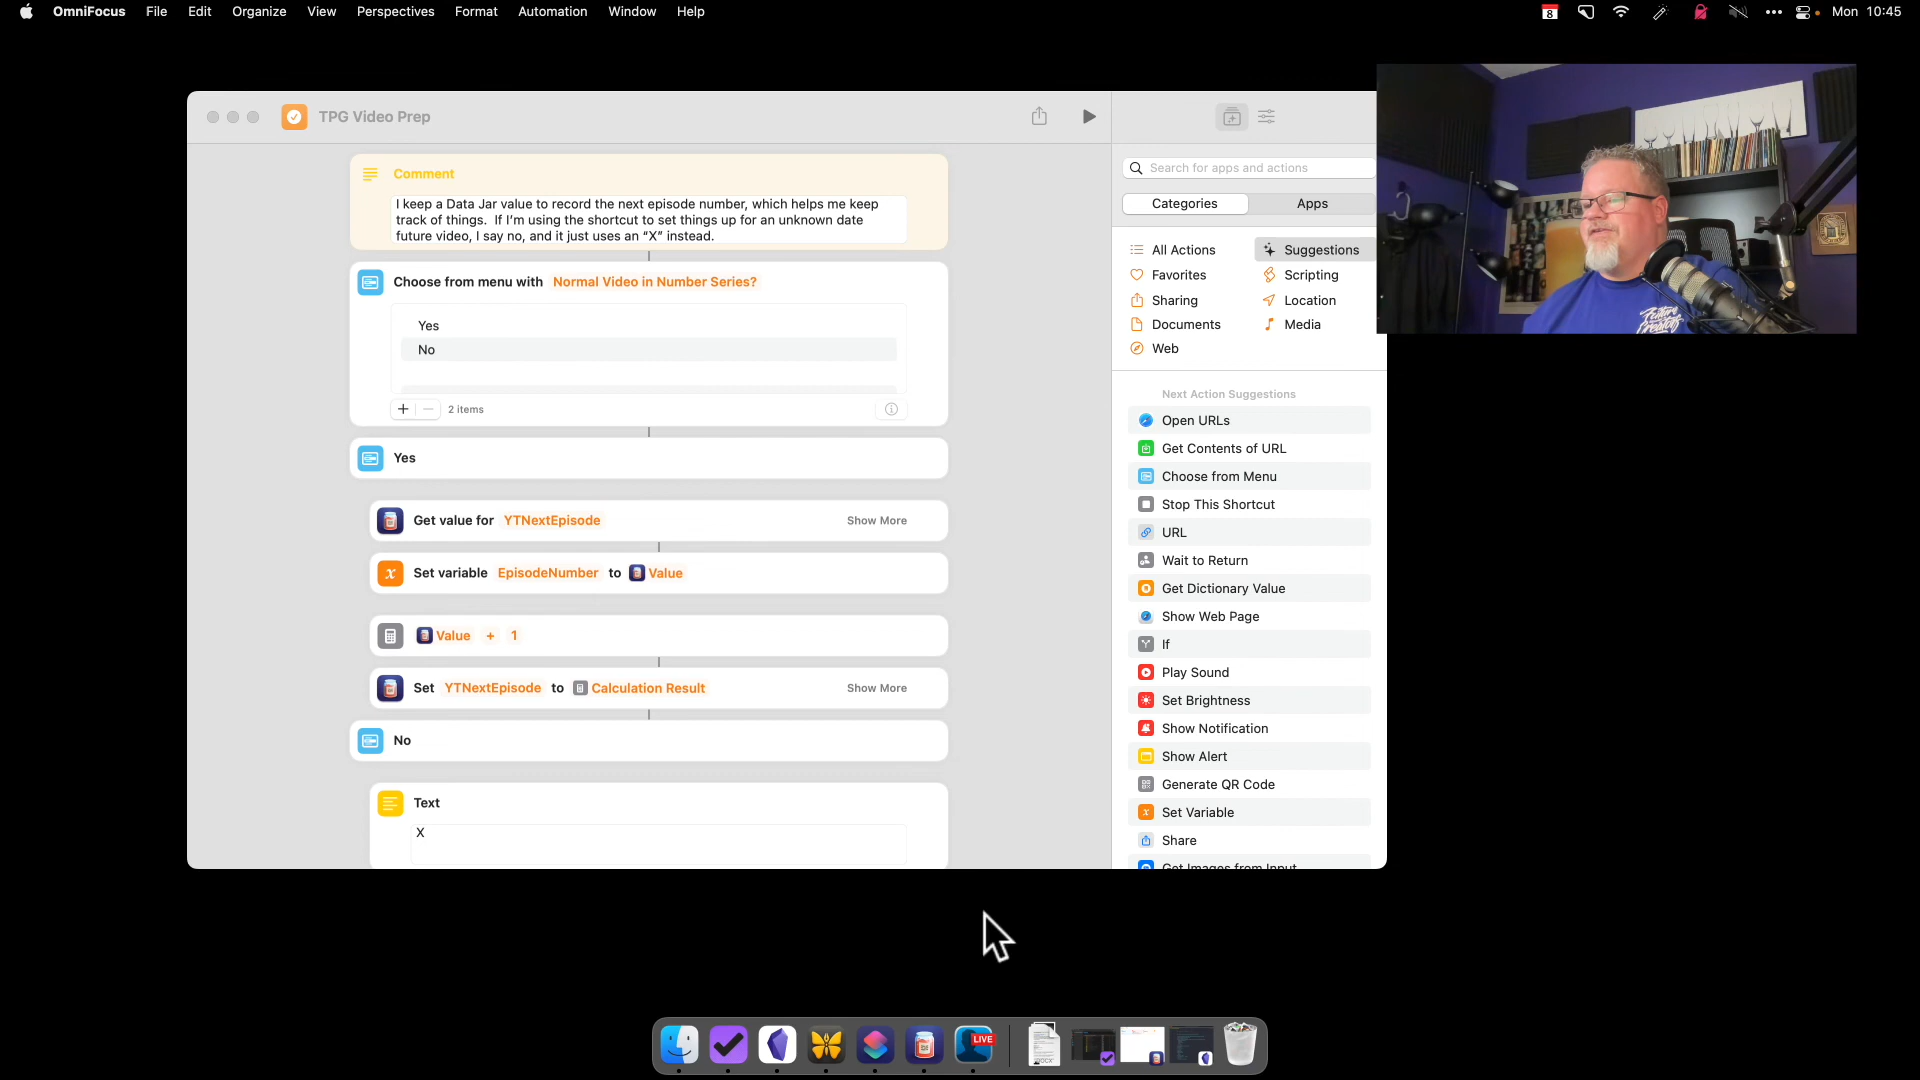 OmniFocus File Edit Organize View Perspectives Format Automation Window Help
8 Mon 10:45
TPG Video Prep
Comment
I keep a Data Jar value to record the next episode number, which helps me keep
track of things. If I'm using the shortcut to set things up for an unknown date
future video, I say no, and it just uses an “X” instead.
Choose from menu with Normal Video in Number Series?
Yes
No
2 items
Yes
Get value for YTNextEpisode Show More
Set variable EpisodeNumber to Value
Value + 1
Set YTNextEpisode to Calculation Result Show More
No
Text
X
Search for apps and actions
Categories Apps
All Actions Suggestions
Favorites Scripting
Sharing Location
Documents Media
Web
Next Action Suggestions
Open URLs
Get Contents of URL
Choose from Menu
Stop This Shortcut
URL
Wait to Return
Get Dictionary Value
Show Web Page
If
Play Sound
Set Brightness
Show Notification
Show Alert
Generate QR Code
Set Variable
Share
Get Images from Input
LIVE